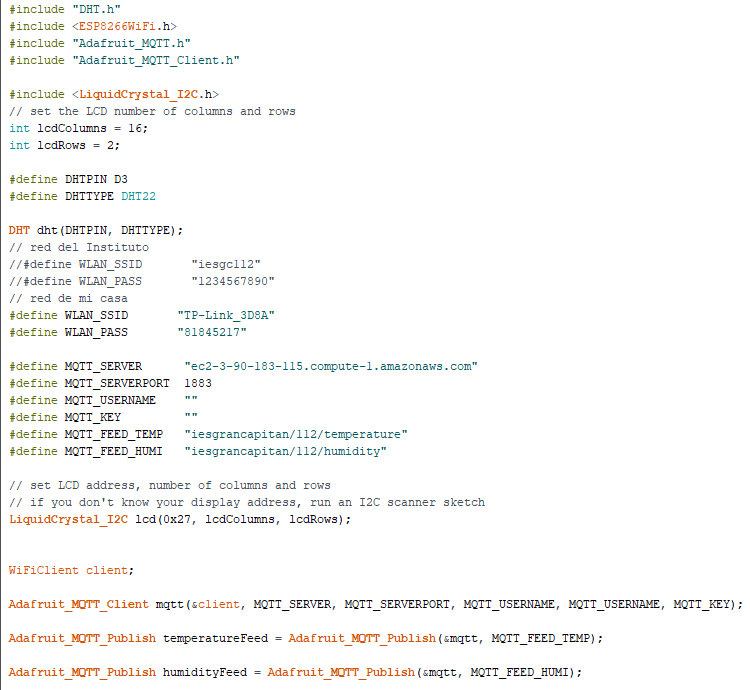 #include "DHT.h"
#include <ESP8266WiFi.h>
#include "Adafruit_MQTT.h"
#include "Adafruit_MQTT_Client.h"
#include <LiquidCrystal_I2C.h>
// set the LCD number of columns and rows
int lcdColumns = 16;
int lcdRows = 2;
#define DHTPIN D3
#define DHTTYPE DHT22
DHT dht(DHTPIN, DHTTYPE);
// red del Instituto
//#define WLAN_SSID "iesgc112"
//#define WLAN_PASS "1234567890"
// red de mi casa
#define WLAN_SSID "TP-Link_3D8A"
#define WLAN_PASS "81845217"
#define MQTT_SERVER "ec2-3-90-183-115.compute-1.amazonaws.com"
#define MQTT_SERVERPORT 1883
#define MQTT_USERNAME ""
#define MQTT_KEY ""
#define MQTT_FEED_TEMP "iesgrancapitan/112/temperature"
#define MQTT_FEED_HUMI "iesgrancapitan/112/humidity"
// set LCD address, number of columns and rows
// if you don't know your display address, run an I2C scanner sketch
LiquidCrystal_I2C lcd(0x27, lcdColumns, lcdRows);
WiFiClient client;
Adafruit_MQTT_Client mqtt(&client, MQTT_SERVER, MQTT_SERVERPORT, MQTT_USERNAME, MQTT_USERNAME, MQTT_KEY);
Adafruit_MQTT_Publish temperatureFeed = Adafruit_MQTT_Publish(&mqtt, MQTT_FEED_TEMP);
Adafruit_MQTT_Publish humidityFeed = Adafruit_MQTT_Publish(&mqtt, MQTT_FEED_HUMI);